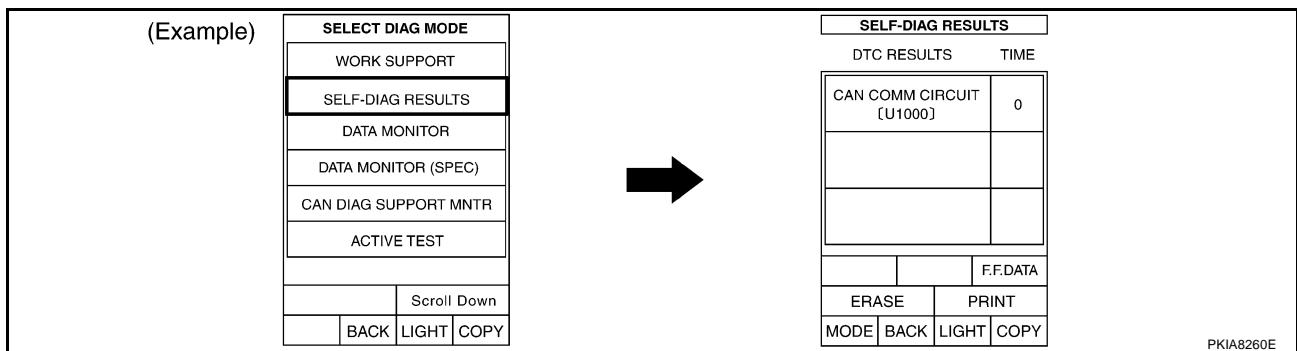 (Example)
SELECT DIAG MODE
WORK SUPPORT
SELF-DIAG RESULTS
DATA MONITOR
DATA MONITOR (SPEC)
CAN DIAG SUPPORT MNTR
ACTIVE TEST
Scroll Down
BACK LIGHT COPY
SELF-DIAG RESULTS
DTC RESULTS TIME
CAN COMM CIRCUIT 0
〔U1000〕
F.F.DATA
ERASE PRINT
MODE BACK LIGHT COPY
PKIA8260E